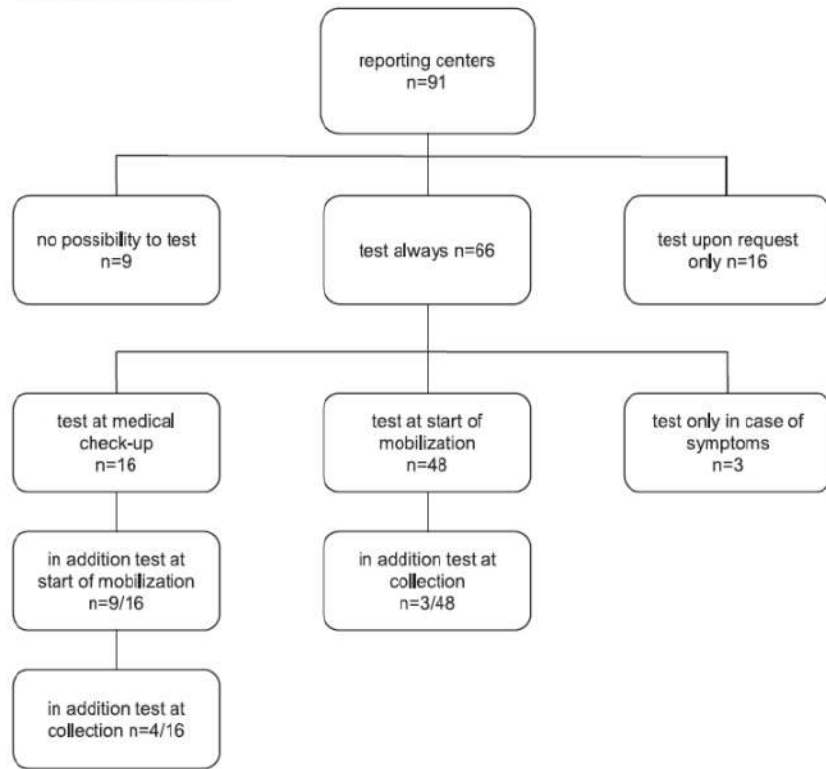 reporting centers
n=91
no possibility to test
n=9
test always n=66
test upon request
only n=16
test at medical
check-up
n=16
test at start of
mobilization
n=48
test only in case of
symptoms
n=3
in addition test at
start of mobilization
n=9/16
in addition test at
collection
n=3/48
in addition test at
collection n=4/16